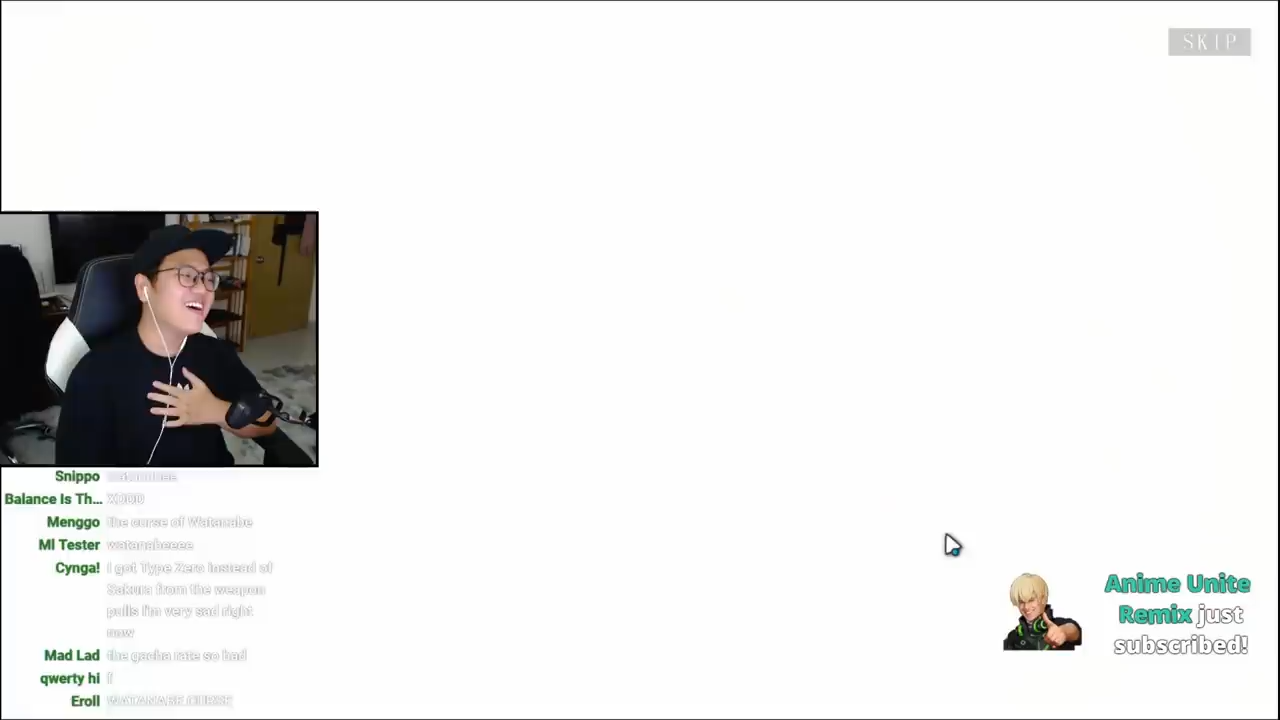 SKIP
Snippo
Balance Is Th... XDDD
Menggo the curse of Watanabe
Ml Tester watanabeeee
Cynga! I got Type Zero instead of
Sakura from the weapon
pulls I'm very sad right
now
Mad Lad the gacha rate so bad
qwerty hi f
Eroll WATANABE CURSE
Anime Unite
Remix just
subscribed!